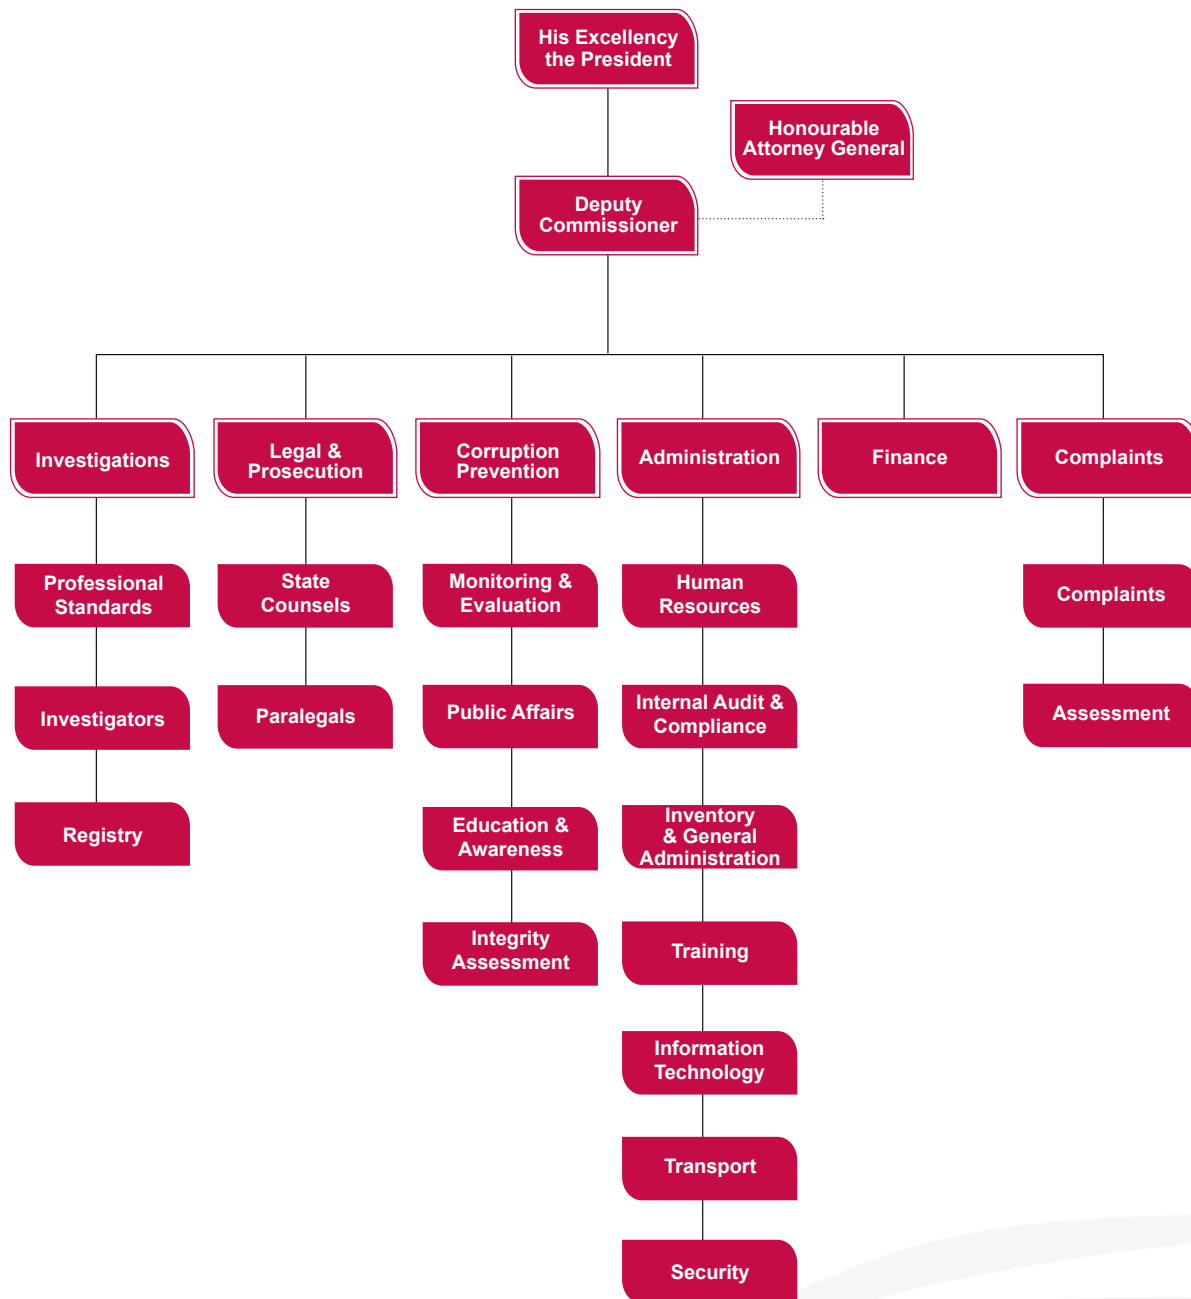 His Excellency
the President
Honourable
Attorney General
Deputy
Commissioner
Investigations
Legal &
Prosecution
Corruption
Prevention
Administration
Finance
Complaints
Professional
Standards
State
Counsels
Monitoring &
Evaluation
Human
Resources
Complaints
Investigators
Paralegals
Public Affairs
Internal Audit &
Compliance
Assessment
Registry
Education &
Awareness
Inventory
& General
Administration
Integrity
Assessment
Training
Information
Technology
Transport
Security